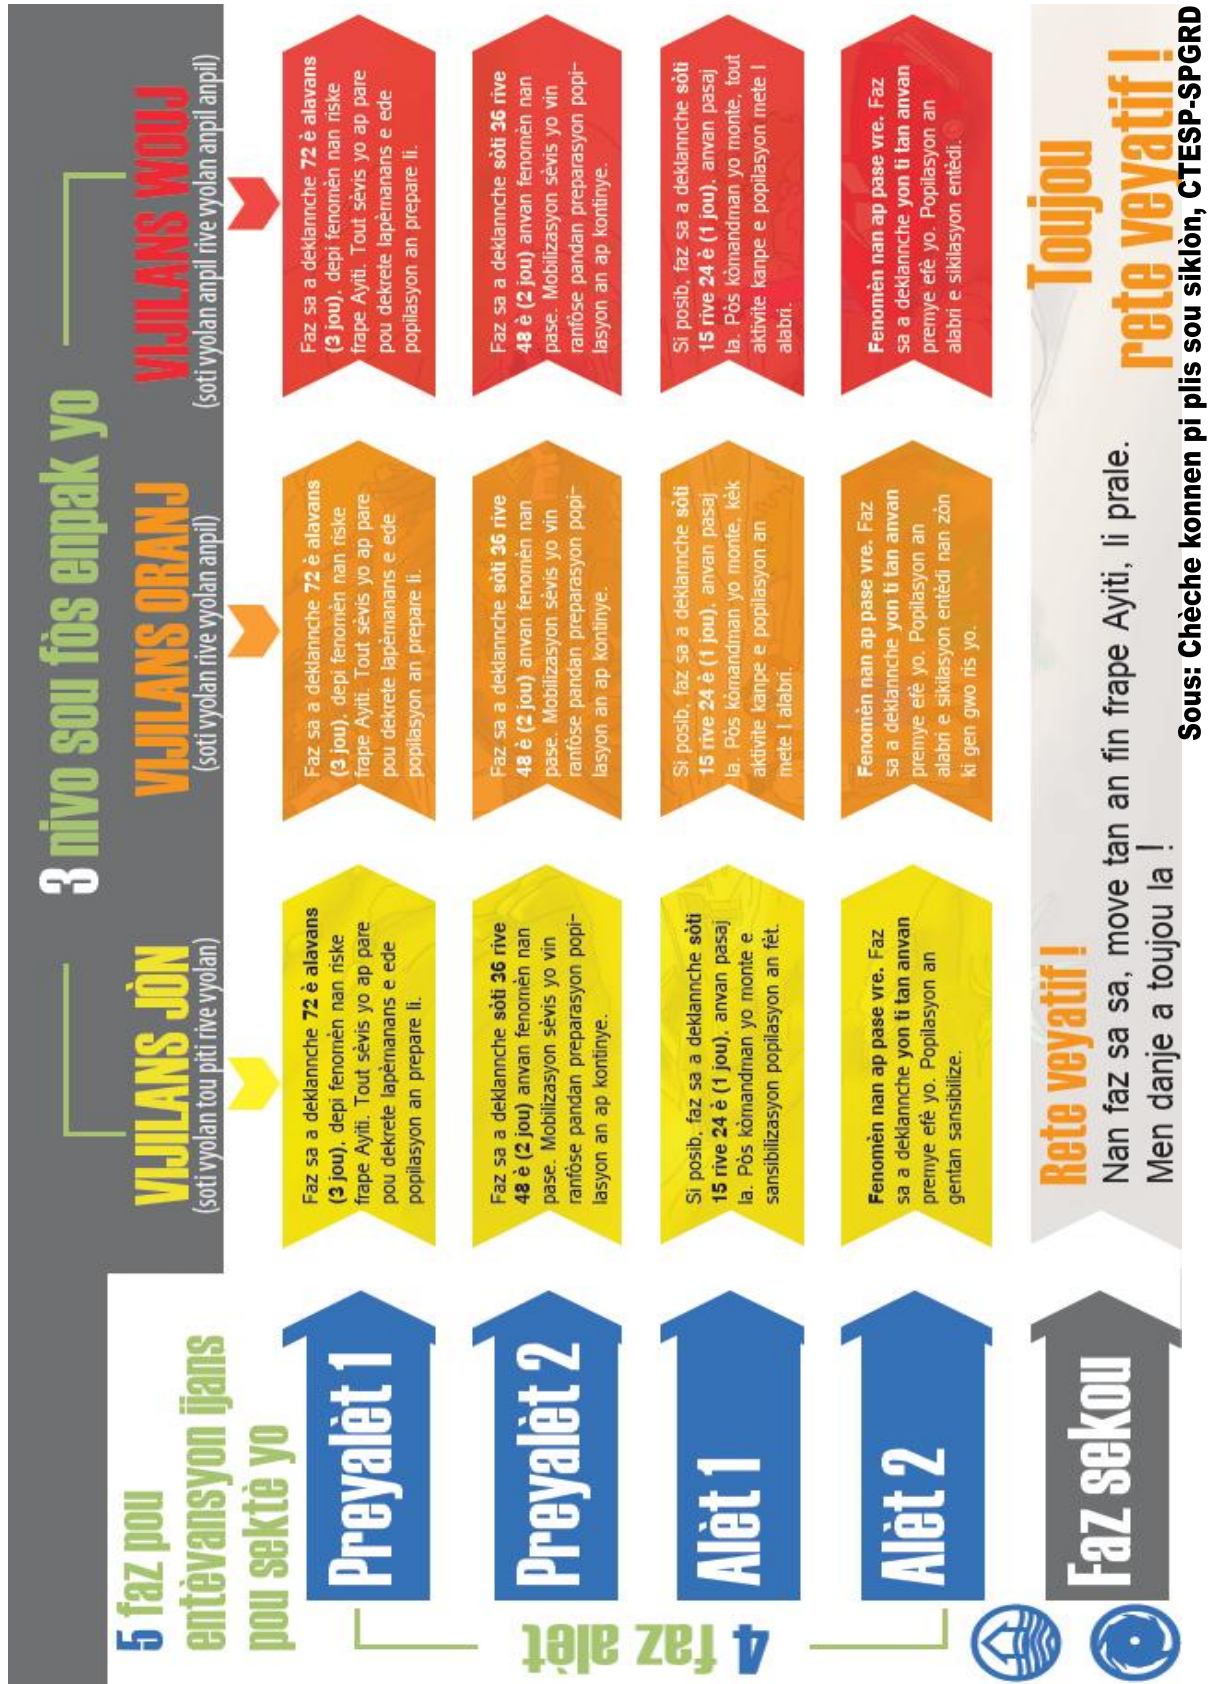 3 nivo sou fòs enpak yo
VIJILANS JÒN
(soti vyolan tou piti rive vyolan)
VIJILANS ORANJ
(soti vyolan rive vyolan anpil)
VIJILANS WOUJ
(soti vyolan anpil rive vyolan anpil anpil)
5 faz pou
entèvansyon ijans
pou sektè yo
4 faz alèt
Preyalèt 1
Faz sa a deklannche 72 è alavans
(3 jou), depi fenomèn nan riske
frape Ayiti. Tout sèvis yo ap pare
pou dekrete lapèmanans e ede
popilasyon an prepare li.
Faz sa a deklannche 72 è alavans
(3 jou), depi fenomèn nan riske
frape Ayiti. Tout sèvis yo ap pare
pou dekrete lapèmanans e ede
popilasyon an prepare li.
Faz sa a deklannche 72 è alavans
(3 jou), depi fenomèn nan riske
frape Ayiti. Tout sèvis yo ap pare
pou dekrete lapèmanans e ede
popilasyon an prepare li.
Preyalèt 2
Faz sa a deklannche sòti 36 rive
48 è (2 jou) anvan fenomèn nan
pase. Mobilizasyon sèvis yo vin
ranfòse pandan preparasyon popi-
lasyon an ap kontinye.
Faz sa a deklannche sòti 36 rive
48 è (2 jou) anvan fenomèn nan
pase. Mobilizasyon sèvis yo vin
ranfòse pandan preparasyon popi-
lasyon an ap kontinye.
Faz sa a deklannche sòti 36 rive
48 è (2 jou) anvan fenomèn nan
pase. Mobilizasyon sèvis yo vin
ranfòse pandan preparasyon popi-
lasyon an ap kontinye.
Alèt 1
Si posib, faz sa a deklannche sòti
15 rive 24 è (1 jou), anvan pasaj
la. Pòs kòmandman yo monte e
sansibilizasyon popilasyon an fèt.
Si posib, faz sa a deklannche sòti
15 rive 24 è (1 jou), anvan pasaj
la. Pòs kòmandman yo monte, kèk
aktivite kanpe e popilasyon an
mete l alabri.
Si posib, faz sa a deklannche sòti
15 rive 24 è (1 jou), anvan pasaj
la. Pòs kòmandman yo monte, tout
aktivite kanpe e popilasyon mete l
alabri.
Alèt 2
Fenomèn nan ap pase vre. Faz
sa a deklannche yon ti tan anvan
premye efè yo. Popilasyon an
gentan sansibilize.
Fenomèn nan ap pase vre. Faz
sa a deklannche yon ti tan anvan
premye efè yo. Popilasyon an
alabri e sikilasyon entèdi nan zòn
ki gen gwo ris yo.
Fenomèn nan ap pase vre. Faz
sa a deklannche yon ti tan anvan
premye efè yo. Popilasyon an
alabri e sikilasyon entèdi.
Faz sekou
Rete veyatif !
Nan faz sa sa, move tan an fin frape Ayiti, li prale.
Men danje a toujou la !
Toujou
rete veyatif !
Sous: Chèche konnen pi plis sou siklòn, CTESP-SPGRD